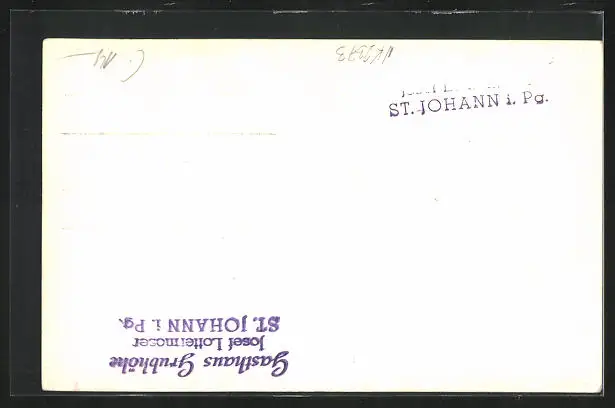 ST. JOHANN i. Pg.
Gasthaus Grubhöhe
Josef Lottermoser
ST. JOHANN i. Pg.